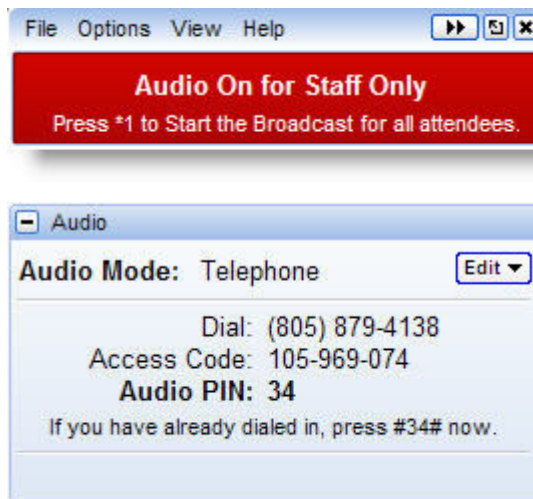 File Options View Help
Audio On for Staff Only
Press *1 to Start the Broadcast for all attendees.
Audio
Audio Mode: Telephone Edit
Dial: (805) 879-4138
Access Code: 105-969-074
Audio PIN: 34
If you have already dialed in, press #34# now.